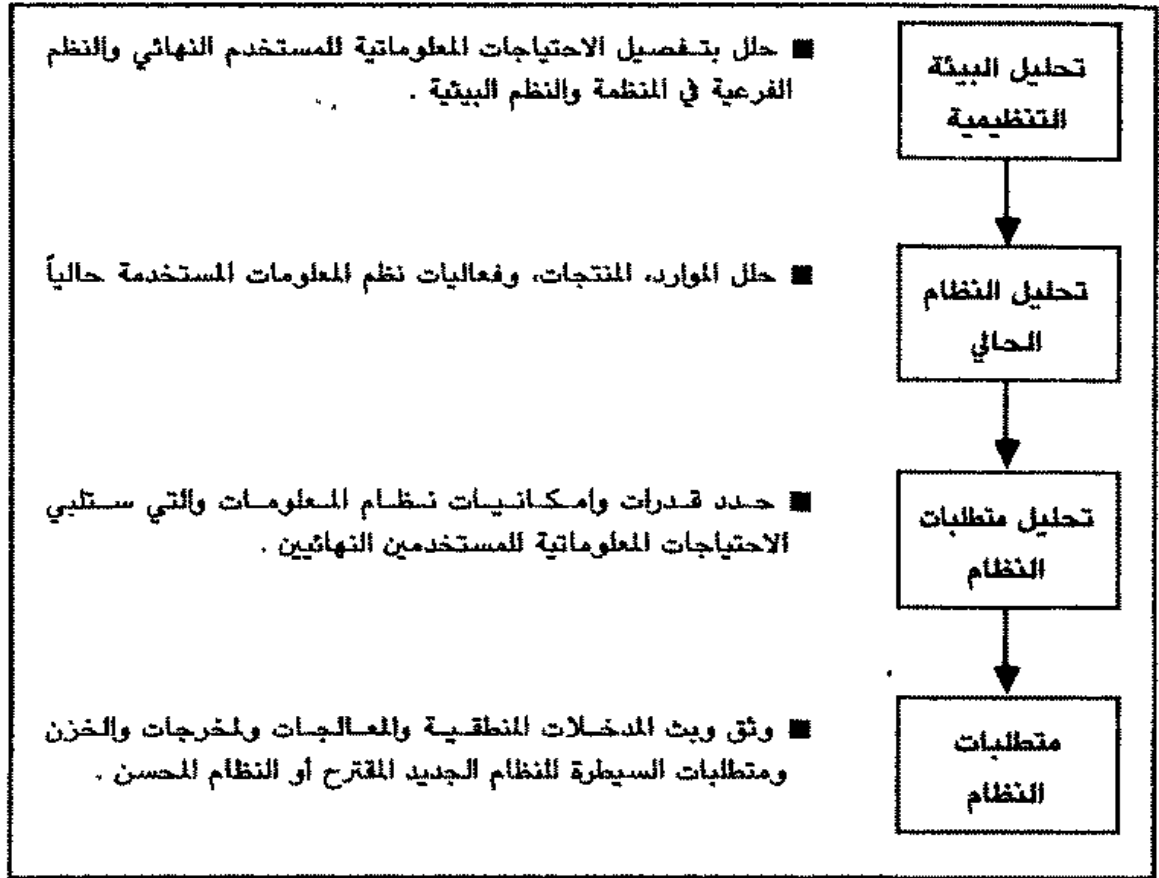 تحليل البيئة
التنظيمية
■ حلل بتفصيل الاحتياجات المعلوماتية للمستخدم النهائي والنظم
الفرعية في المنظمة والنظم البيئية .
تحليل النظام
الحالي
■ حلل الموارد، المنتجات، وفعاليات نظم المعلومات المستخدمة حالياً
تحليل متطلبات
النظام
■ حدد قدرات وإمكانيات نظام المعلومات والتي ستلبي
الاحتياجات المعلوماتية للمستخدمين النهائيين .
متطلبات
النظام
■ وثق وبث المدخلات المنطقية والمعالجات ولمخرجات والخزن
ومتطلبات السيطرة للنظام الجديد المقترح أو النظام المحسن .